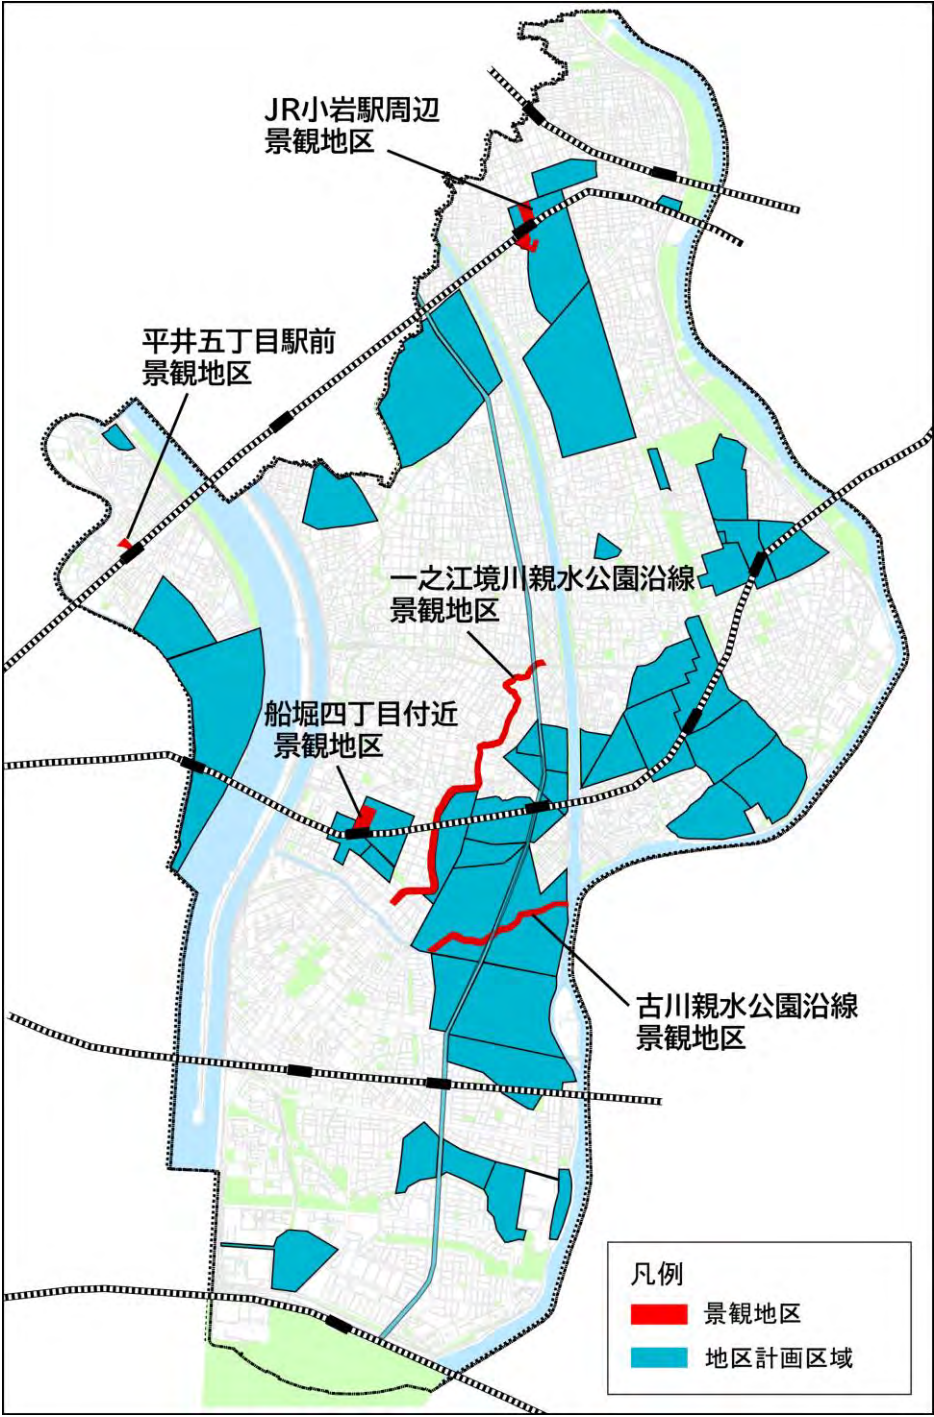 JR小岩駅周辺
景観地区
平井五丁目駅前
景観地区
一之江境川親水公園沿線
景観地区
船堀四丁目付近
景観地区
古川親水公園沿線
景観地区
凡例
景観地区
地区計画区域